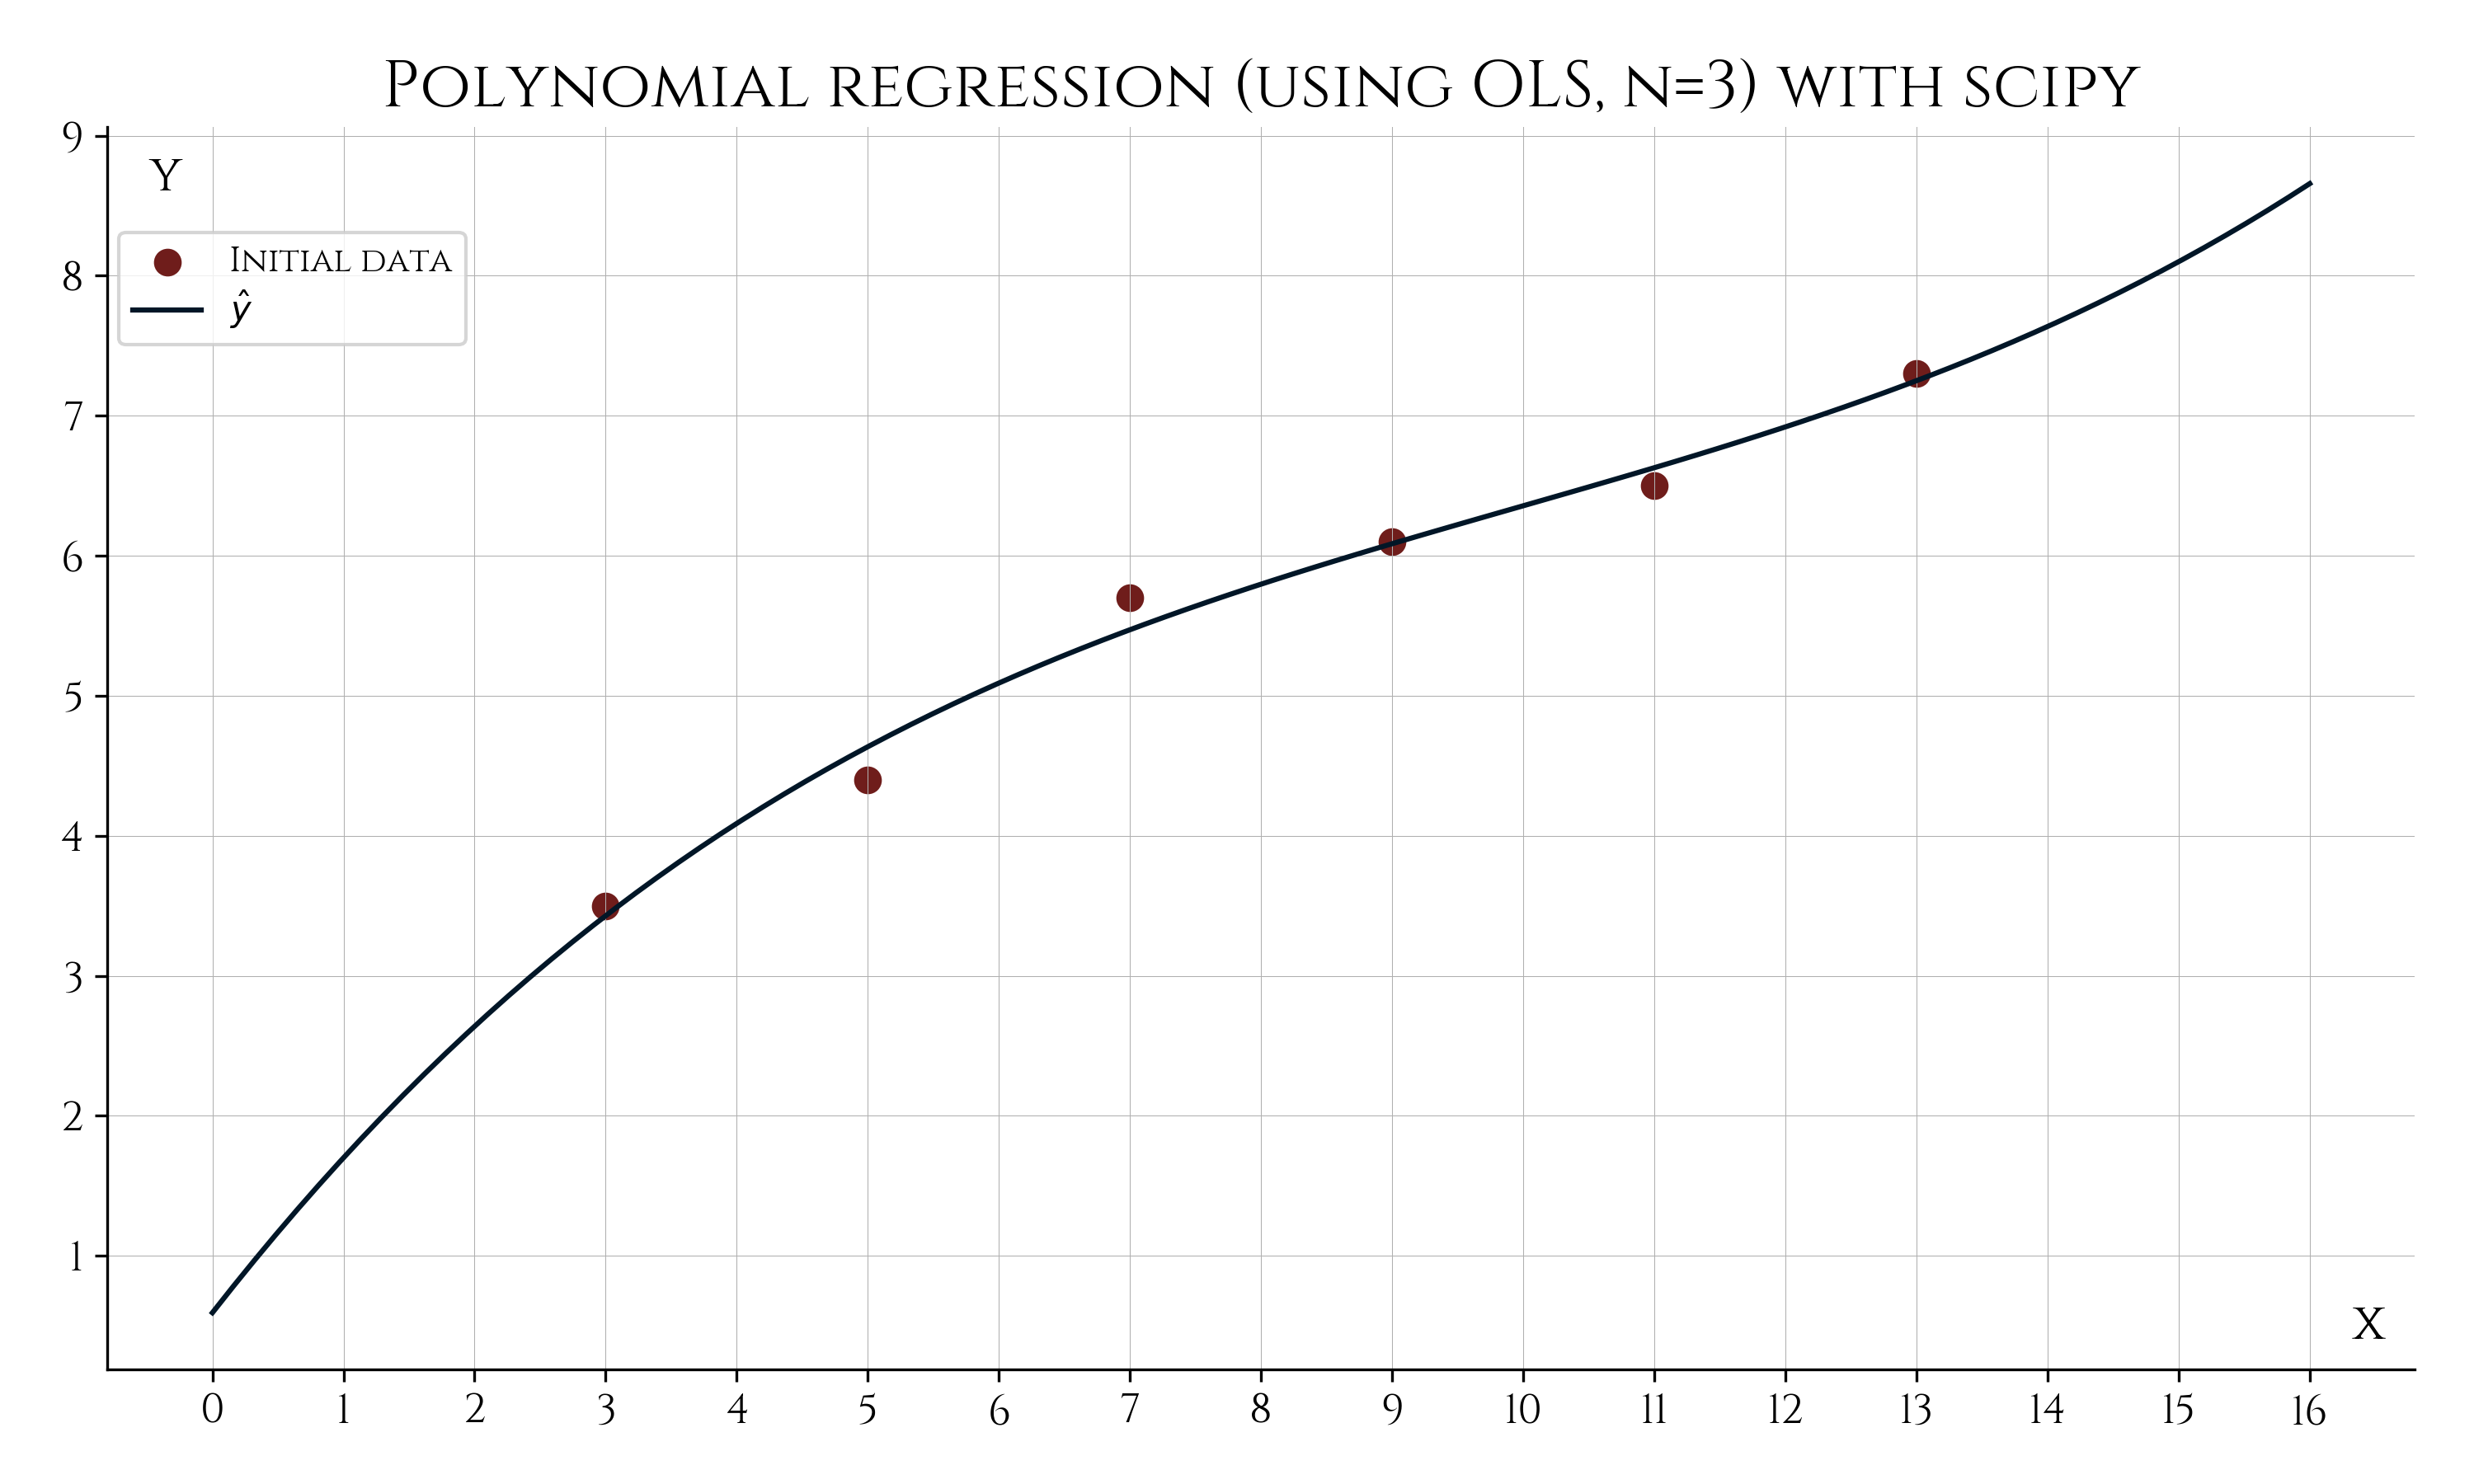 Polynomial regression (using OLS, n=3) with scipy
Y
Initial data
ŷ
9
8
7
6
5
4
3
2
1
X
0 1 2 3 4 5 6 7 8 9 10 11 12 13 14 15 16